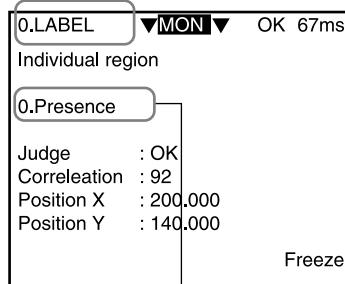 0.LABEL ▼MON▼ OK 67ms
Individual region
0.Presence
Judge : OK
Correleation : 92
Position X : 200.000
Position Y : 140.000
Freeze